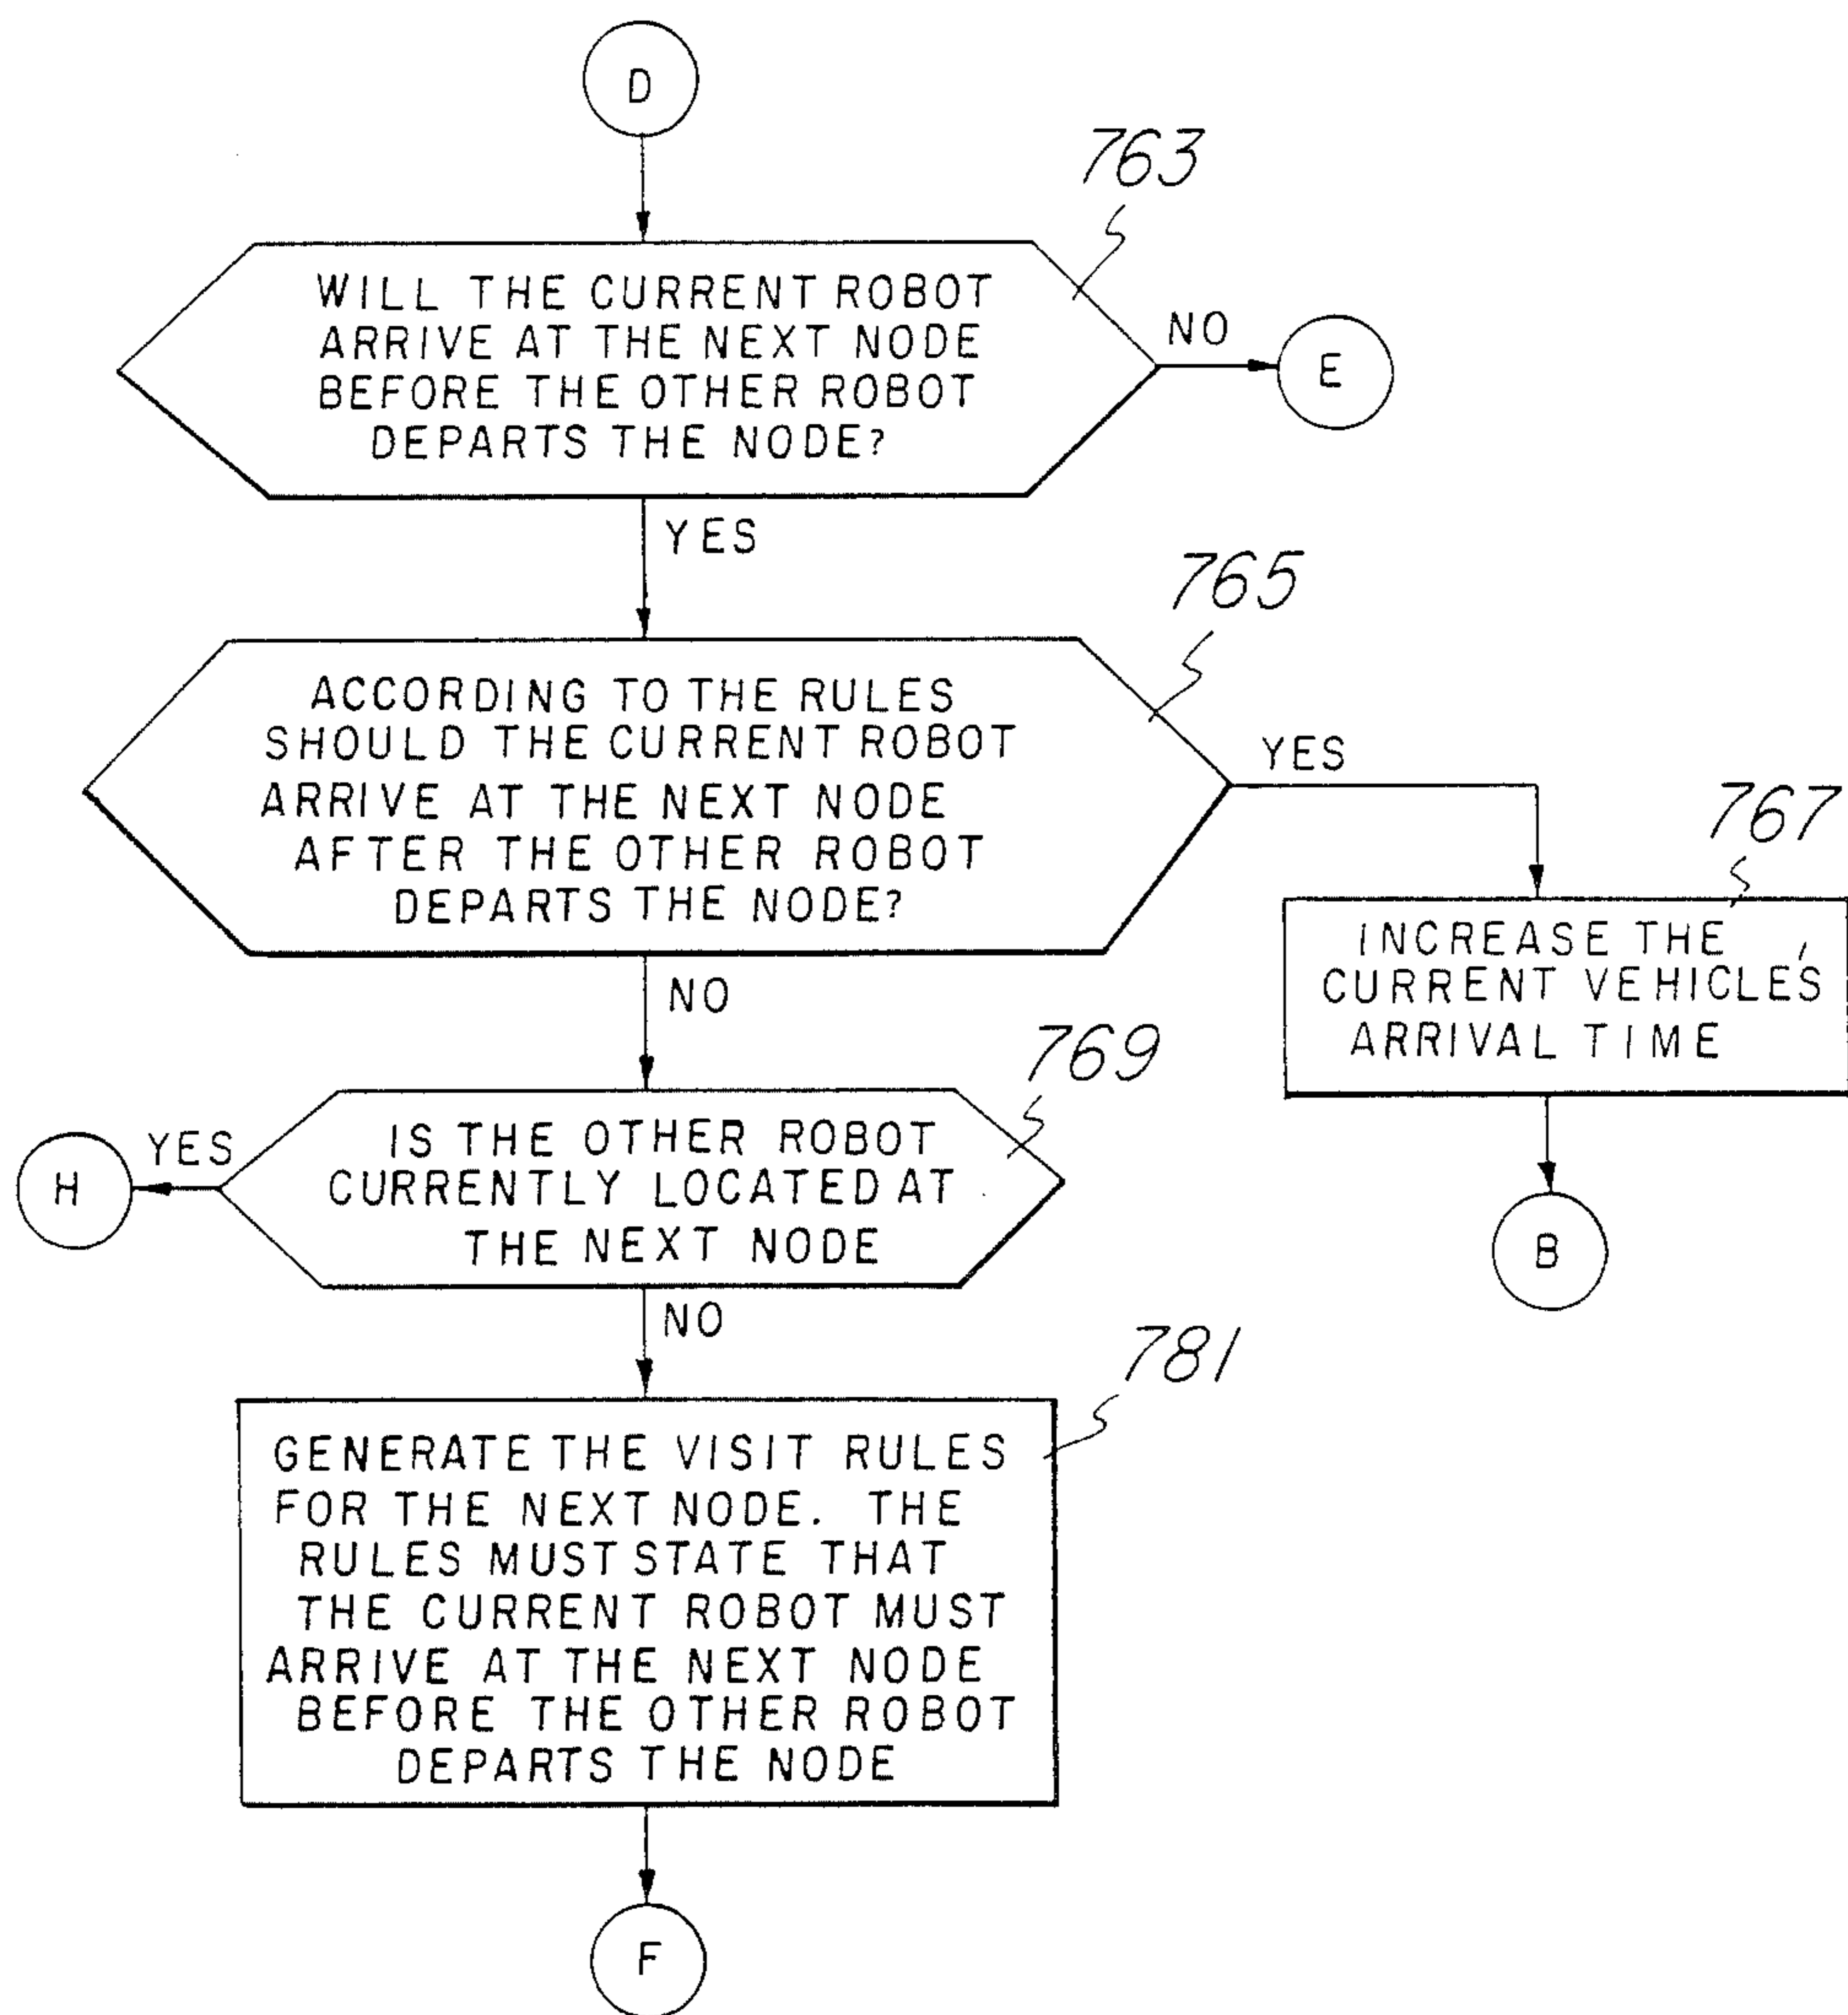 D
763
WILL THE CURRENT ROBOT
ARRIVE AT THE NEXT NODE
BEFORE THE OTHER ROBOT
DEPARTS THE NODE?
NO
E
YES
765
ACCORDING TO THE RULES
SHOULD THE CURRENT ROBOT
ARRIVE AT THE NEXT NODE
AFTER THE OTHER ROBOT
DEPARTS THE NODE?
YES
767
INCREASE THE
CURRENT VEHICLE'S
ARRIVAL TIME
B
NO
769
IS THE OTHER ROBOT
CURRENTLY LOCATED AT
THE NEXT NODE
YES
H
NO
781
GENERATE THE VISIT RULES
FOR THE NEXT NODE. THE
RULES MUST STATE THAT
THE CURRENT ROBOT MUST
ARRIVE AT THE NEXT NODE
BEFORE THE OTHER ROBOT
DEPARTS THE NODE
F